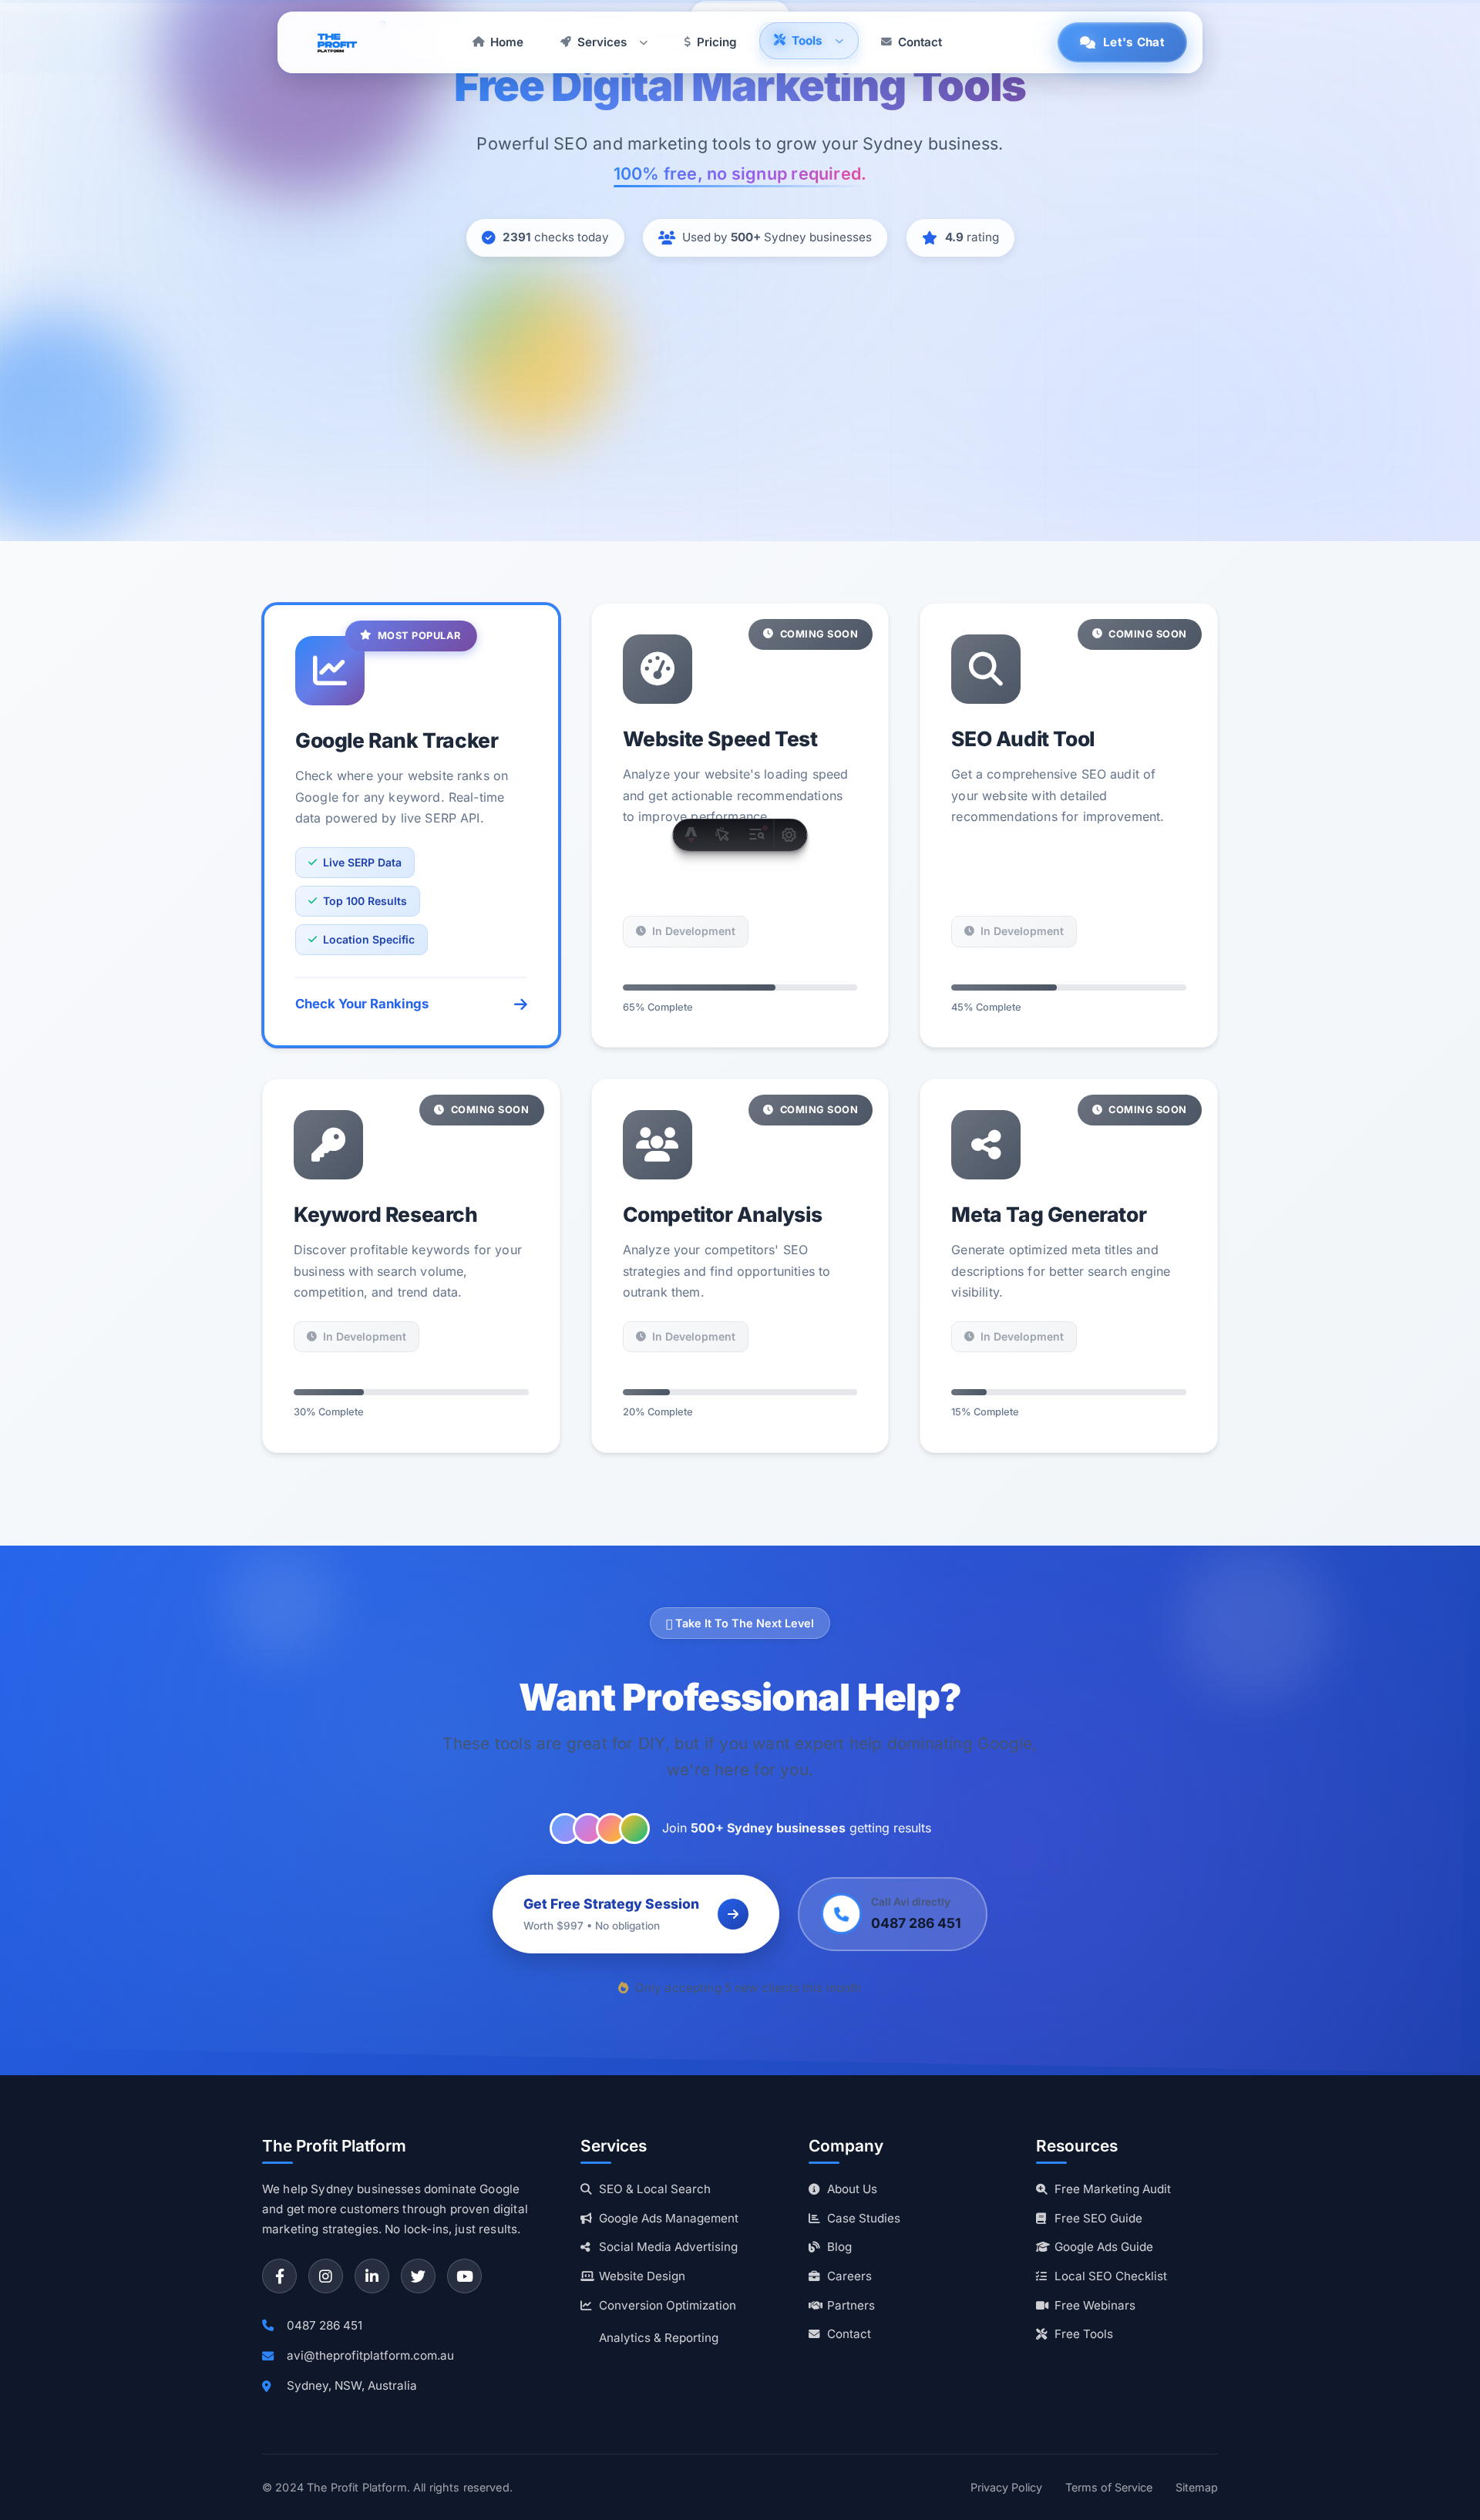 THE
PROFIT
PLATFORM
Home
Services
$ Pricing
Tools
Contact
Let's Chat
Free Digital Marketing Tools
Powerful SEO and marketing tools to grow your Sydney business.
100% free, no signup required.
2391 checks today
Used by 500+ Sydney businesses
4.9 rating
MOST POPULAR
Google Rank Tracker
Check where your website ranks on
Google for any keyword. Real-time
data powered by live SERP API.
Live SERP Data
Top 100 Results
Location Specific
Check Your Rankings
COMING SOON
Website Speed Test
Analyze your website's loading speed
and get actionable recommendations
to improve performance.
In Development
65% Complete
COMING SOON
SEO Audit Tool
Get a comprehensive SEO audit of
your website with detailed
recommendations for improvement.
In Development
45% Complete
COMING SOON
Keyword Research
Discover profitable keywords for your
business with search volume,
competition, and trend data.
In Development
30% Complete
COMING SOON
Competitor Analysis
Analyze your competitors' SEO
strategies and find opportunities to
outrank them.
In Development
20% Complete
COMING SOON
Meta Tag Generator
Generate optimized meta titles and
descriptions for better search engine
visibility.
In Development
15% Complete
Take It To The Next Level
Want Professional Help?
These tools are great for DIY, but if you want expert help dominating Google,
we're here for you.
Join 500+ Sydney businesses getting results
Get Free Strategy Session
Worth $997 • No obligation
Call Avi directly
0487 286 451
Only accepting 5 new clients this month
The Profit Platform
We help Sydney businesses dominate Google
and get more customers through proven digital
marketing strategies. No lock-ins, just results.
0487 286 451
avi@theprofitplatform.com.au
Sydney, NSW, Australia
Services
SEO & Local Search
Google Ads Management
Social Media Advertising
Website Design
Conversion Optimization
Analytics & Reporting
Company
About Us
Case Studies
Blog
Careers
Partners
Contact
Resources
Free Marketing Audit
Free SEO Guide
Google Ads Guide
Local SEO Checklist
Free Webinars
Free Tools
© 2024 The Profit Platform. All rights reserved.
Privacy Policy
Terms of Service
Sitemap